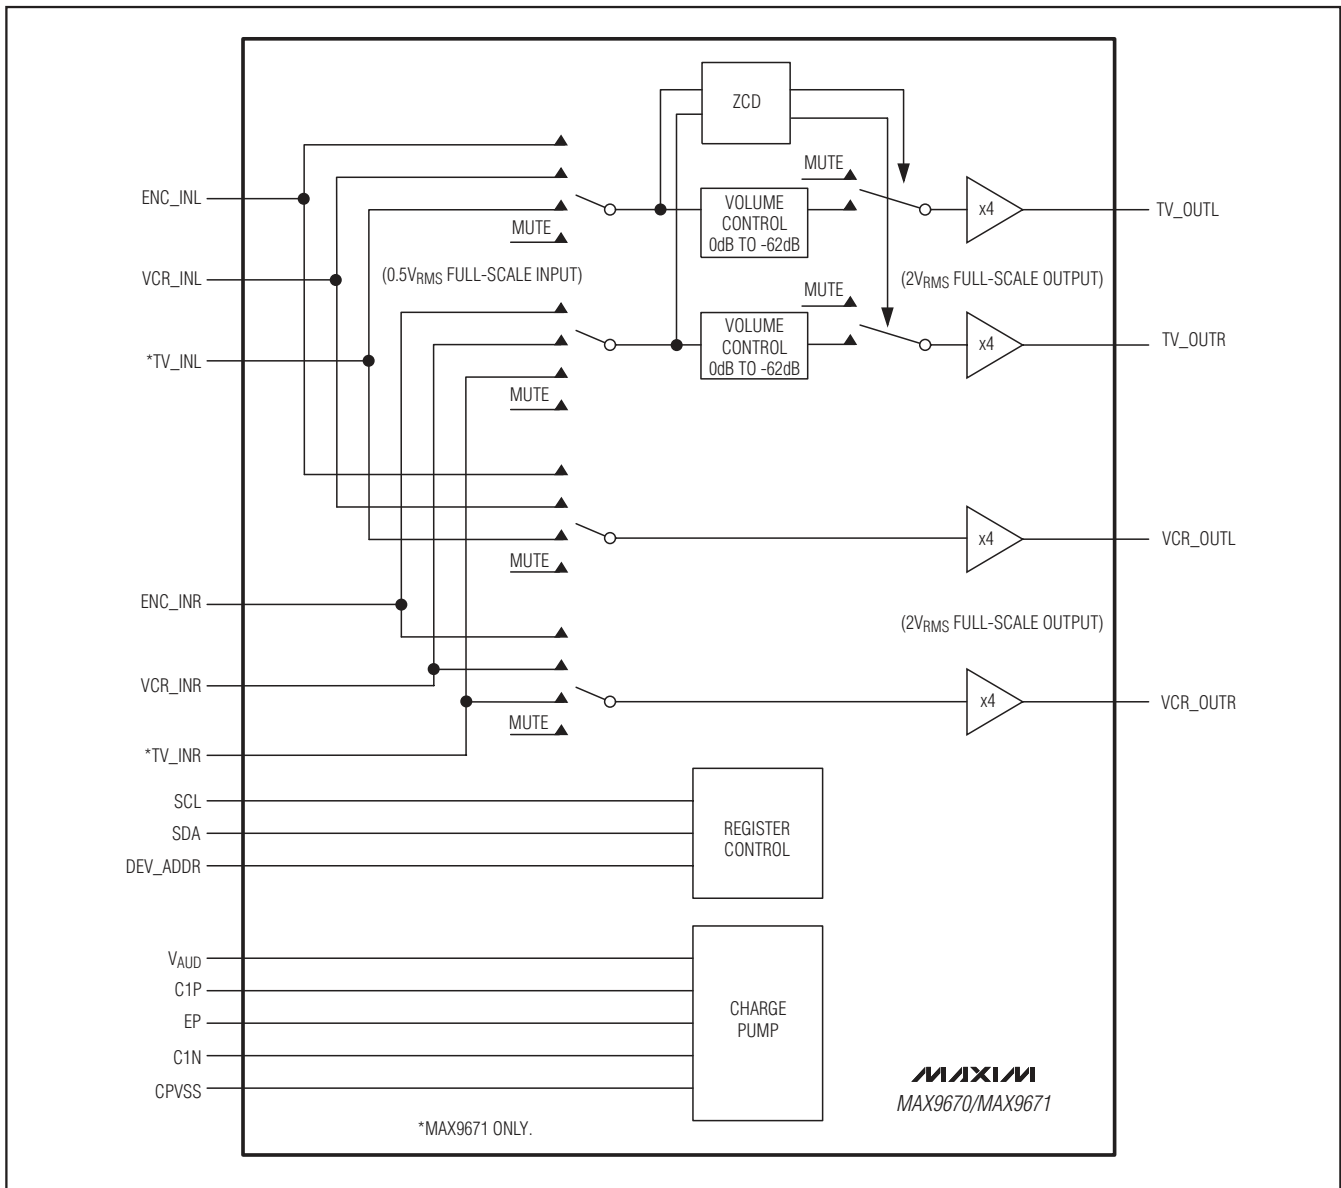 ZCD
MUTE
ENC_INL
VOLUME
CONTROL
0dB TO -62dB
x4
TV_OUTL
MUTE
VCR_INL
(0.5VRMS FULL-SCALE INPUT)
(2VRMS FULL-SCALE OUTPUT)
MUTE
*TV_INL
VOLUME
CONTROL
0dB TO -62dB
x4
TV_OUTR
MUTE
x4
VCR_OUTL
MUTE
ENC_INR
(2VRMS FULL-SCALE OUTPUT)
VCR_INR
x4
VCR_OUTR
MUTE
*TV_INR
SCL
SDA
DEV_ADDR
REGISTER
CONTROL
VAUD
C1P
EP
C1N
CPVSS
CHARGE
PUMP
MAXIM
MAX9670/MAX9671
*MAX9671 ONLY.